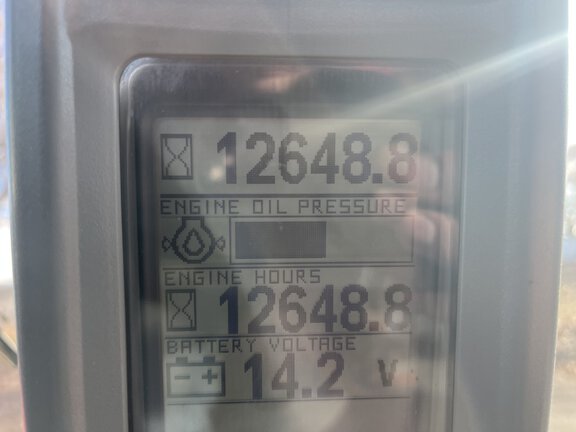 12648.8
ENGINE OIL PRESSURE
ENGINE HOURS
12648.8
BATTERY VOLTAGE
14.2 V